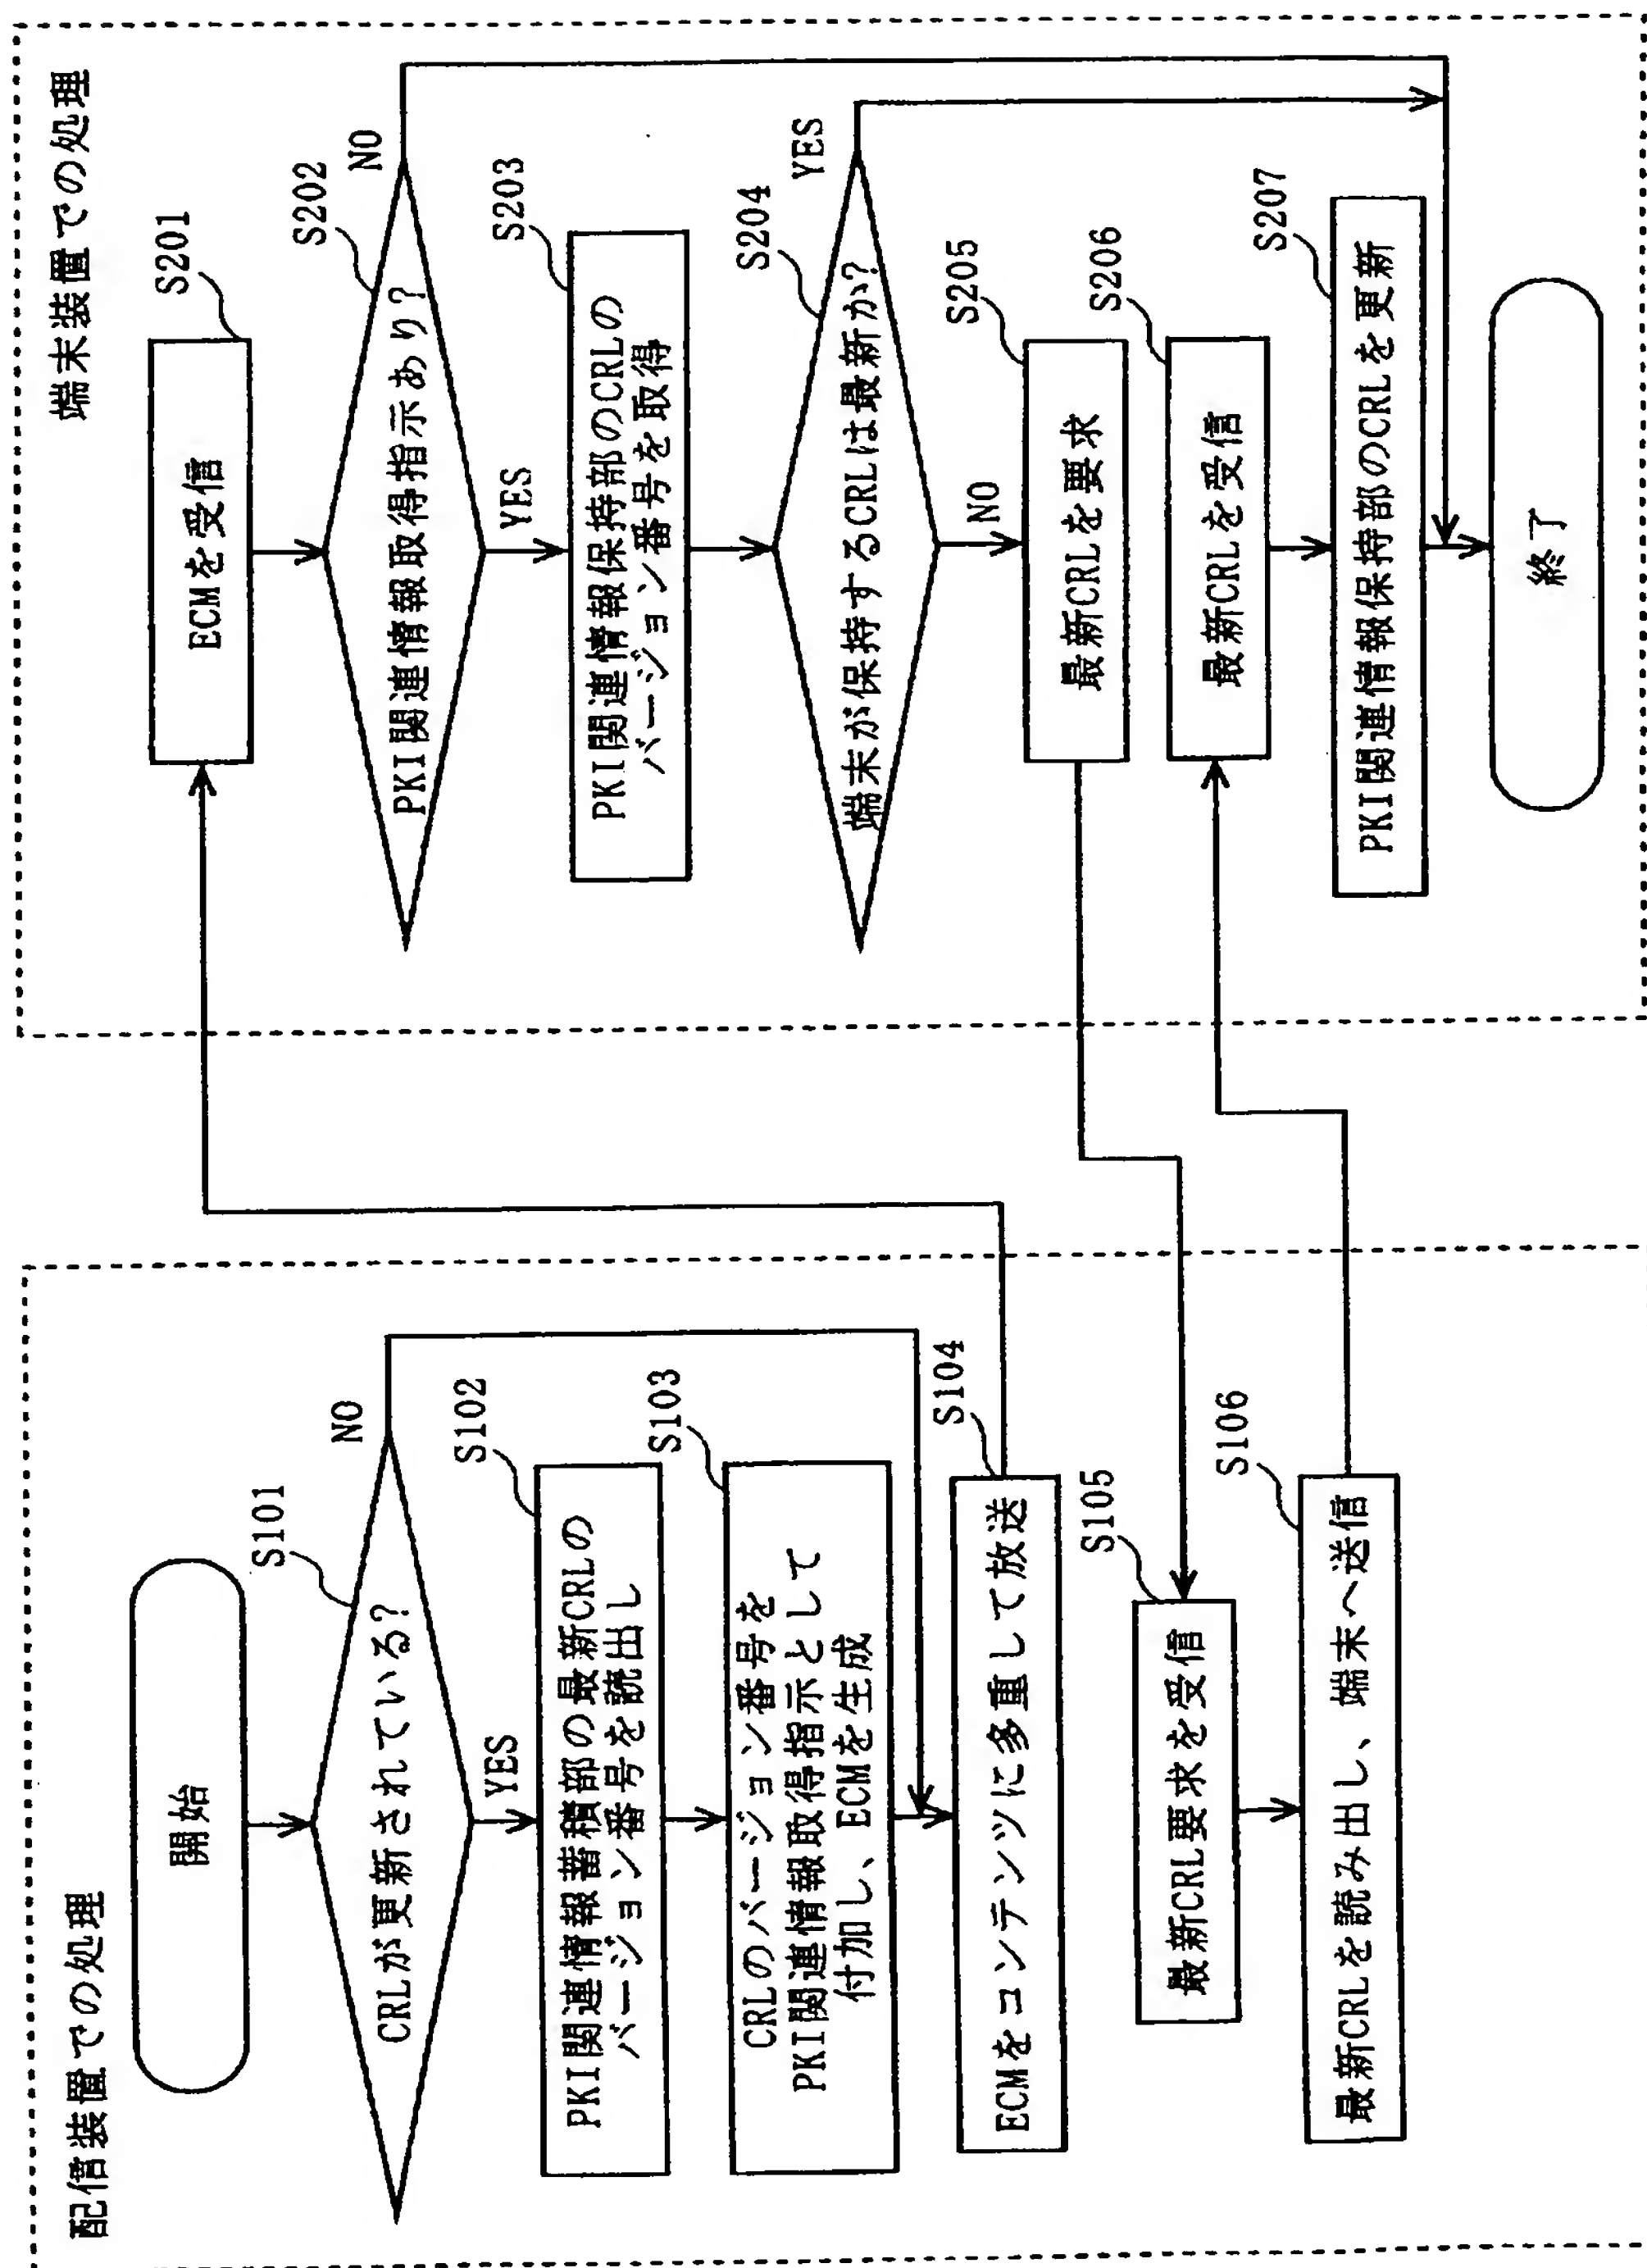 配信装置での処理
開始
S101
CRLが更新されている?
NO
YES
S102
PKI関連情報蓄積部の最新CRLの
バージョン番号を読出し
S103
CRLのバージョン番号を
PKI関連情報取得指示として
付加し、ECMを生成
S104
ECMをコンテンツに多重して放送
S105
最新CRL要求を受信
S106
最新CRLを読み出し、端末へ送信
端末装置での処理
S201
ECMを受信
S202
PKI関連情報取得指示あり?
NO
YES
S203
PKI関連情報保持部のCRLの
バージョン番号を取得
S204
端末が保持するCRLは最新か?
YES
NO
S205
最新CRLを要求
S206
最新CRLを受信
S207
PKI関連情報保持部のCRLを更新
終了